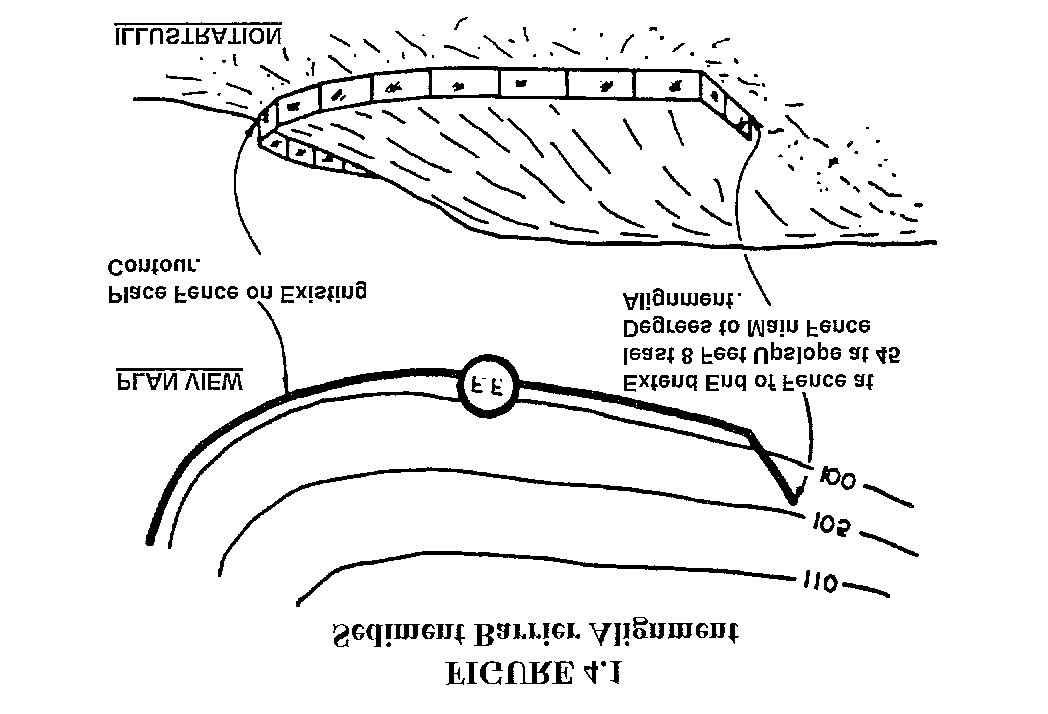 FIGURE 4.1
Sediment Barrier Alignment
110
105
100
PLAN VIEW
F. F.
Extend End of Fence at
least 8 Feet Upslope at 45
Degrees to Main Fence
Alignment.
Place Fence on Existing
Contour.
ILLUSTRATION